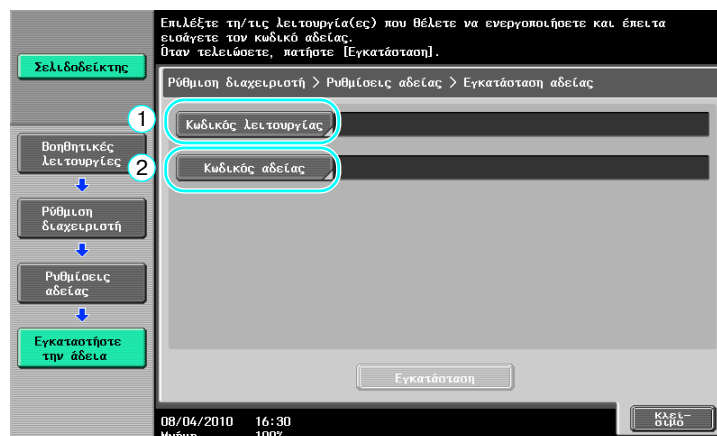 Επιλέξτε τη/τις λειτουργία(ες) που θέλετε να ενεργοποιήσετε και έπειτα
εισάγετε τον κωδικό αδείας.
Όταν τελειώσετε, πατήστε [Εγκατάσταση].
Σελιδοδείκτης
Ρύθμιση διαχειριστή > Ρυθμίσεις αδείας > Εγκατάσταση αδείας
1
Κωδικός λειτουργίας
Βοηθητικές
λειτουργίες
2
Κωδικός αδείας
Ρύθμιση
διαχειριστή
Ρυθμίσεις
αδείας
Εγκαταστήστε
την άδεια
Εγκατάσταση
08/04/2010 16:30
Μνήμη 100%
Κλεί-
σιμο